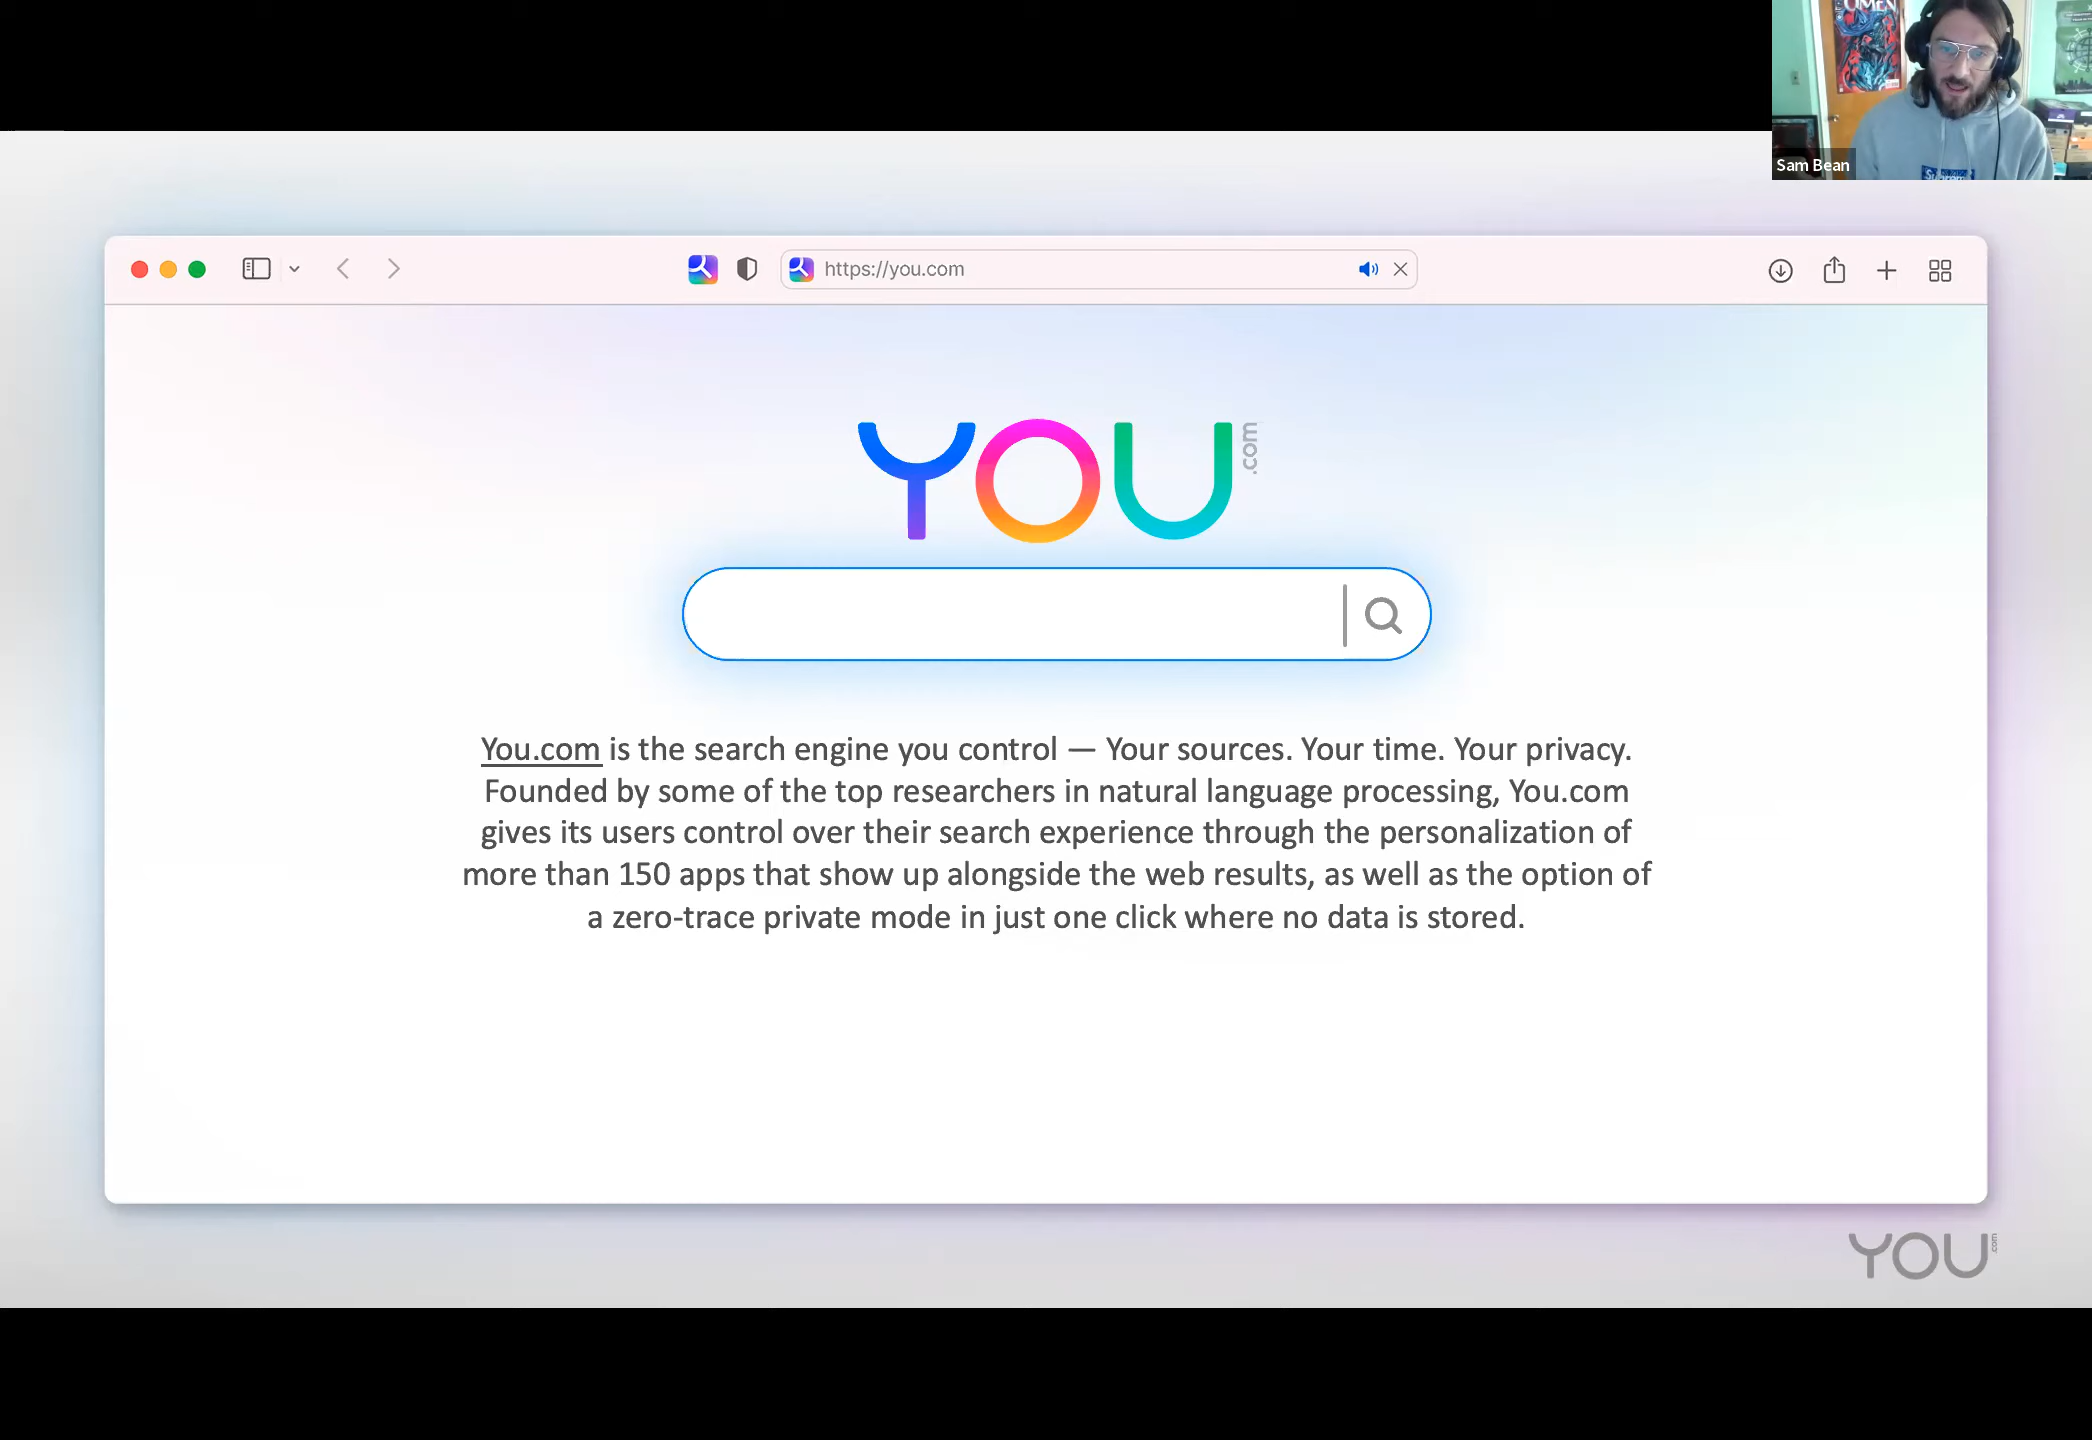 OMEN
Sam Bean
https://you.com
YOU.com
You.com is the search engine you control — Your sources. Your time. Your privacy.
Founded by some of the top researchers in natural language processing, You.com
gives its users control over their search experience through the personalization of
more than 150 apps that show up alongside the web results, as well as the option of
a zero-trace private mode in just one click where no data is stored.
YOU.com